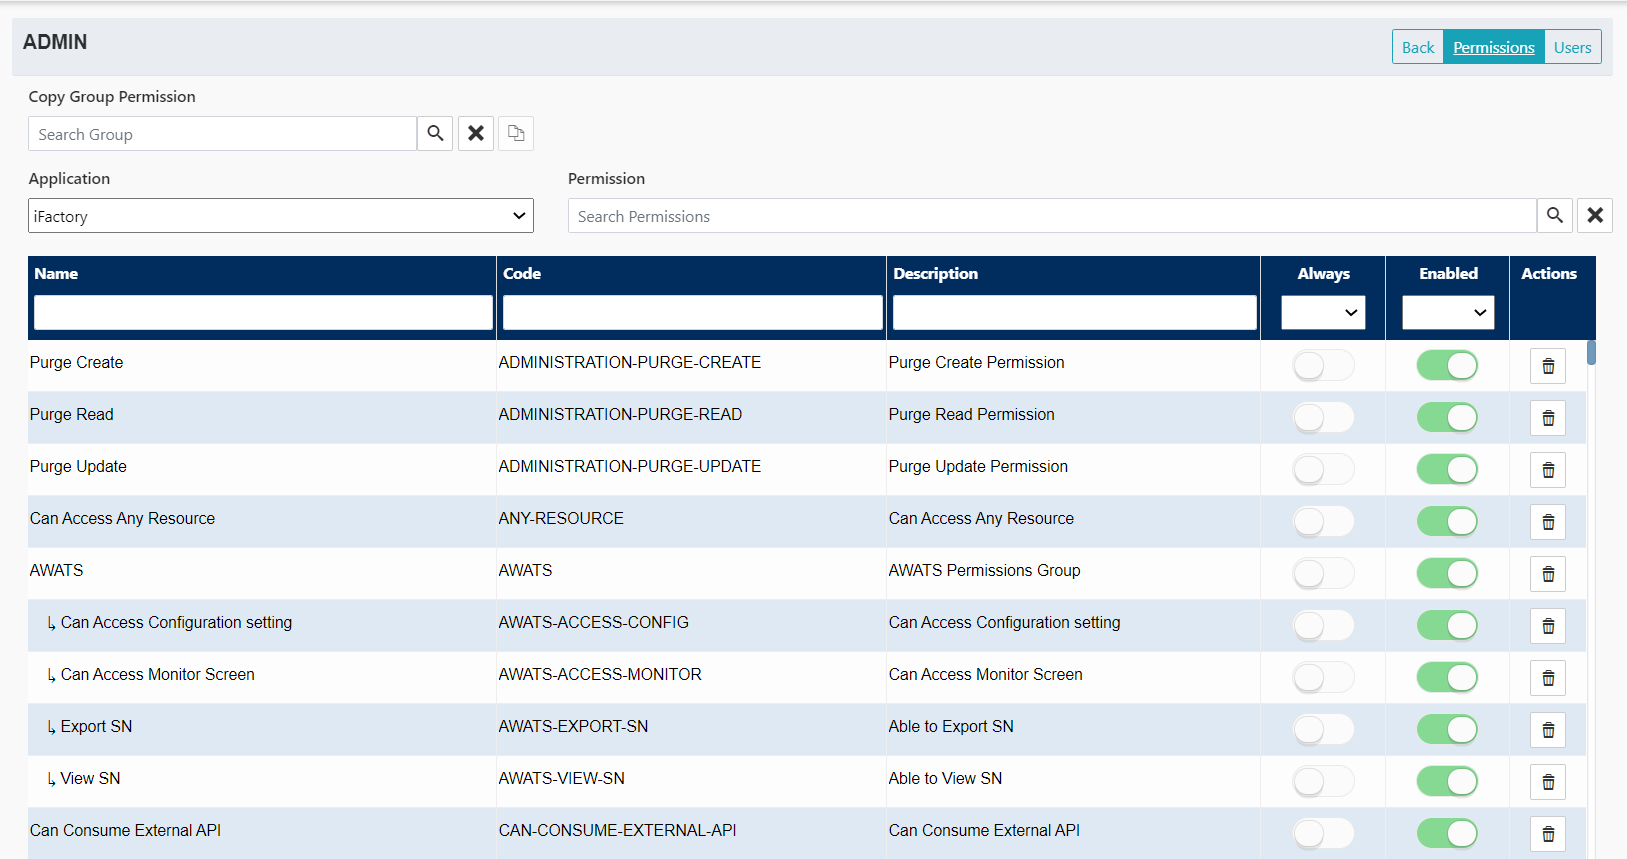 ADMIN
Back Permissions Users
Copy Group Permission
Search Group
Application Permission
iFactory Search Permissions
Name Code Description Always Enabled Actions
Purge Create ADMINISTRATION-PURGE-CREATE Purge Create Permission
Purge Read ADMINISTRATION-PURGE-READ Purge Read Permission
Purge Update ADMINISTRATION-PURGE-UPDATE Purge Update Permission
Can Access Any Resource ANY-RESOURCE Can Access Any Resource
AWATS AWATS AWATS Permissions Group
↳ Can Access Configuration setting AWATS-ACCESS-CONFIG Can Access Configuration setting
↳ Can Access Monitor Screen AWATS-ACCESS-MONITOR Can Access Monitor Screen
↳ Export SN AWATS-EXPORT-SN Able to Export SN
↳ View SN AWATS-VIEW-SN Able to View SN
Can Consume External API CAN-CONSUME-EXTERNAL-API Can Consume External API